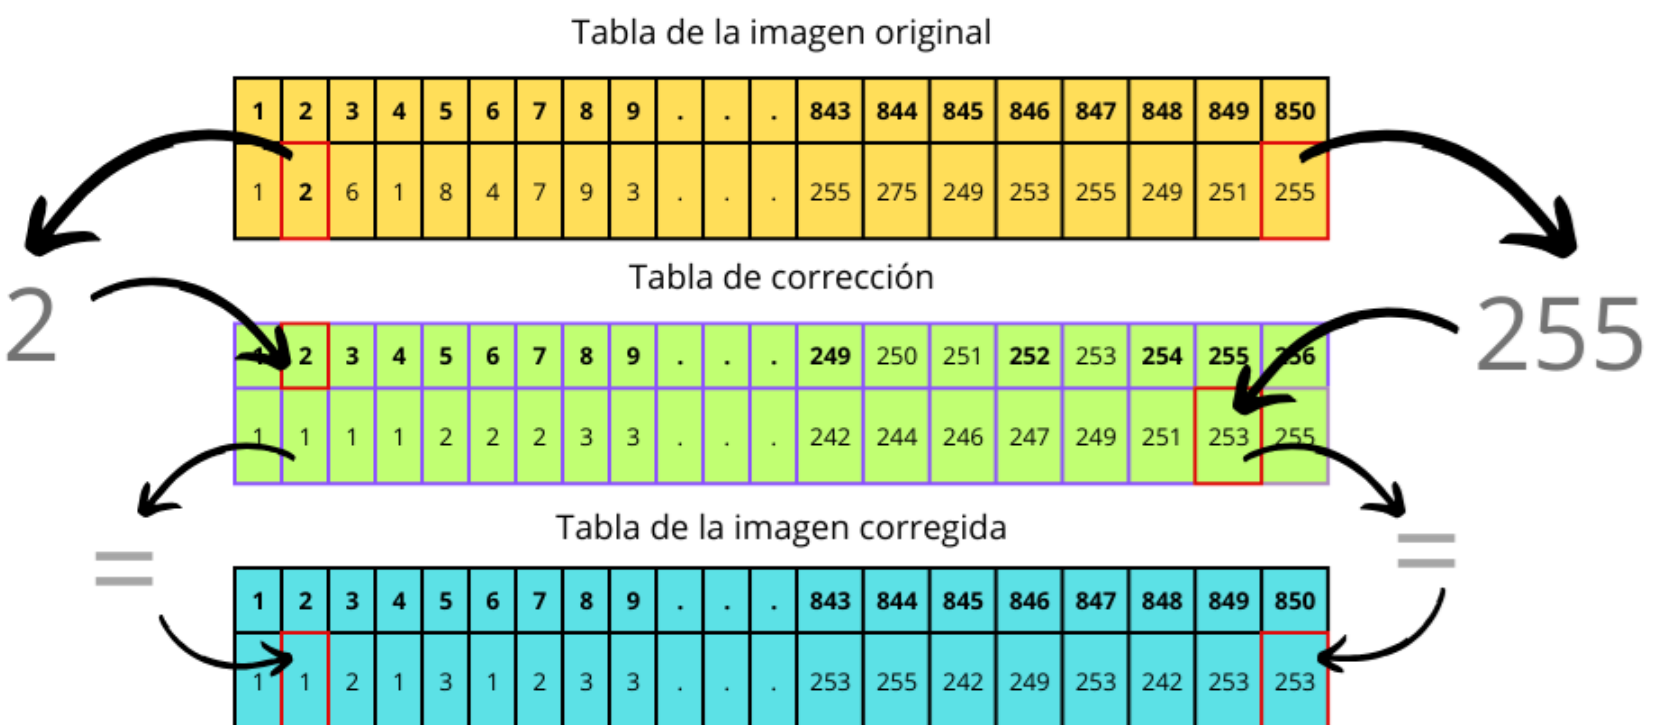 Tabla de la imagen original
1 2 3 4 5 6 7 8 9 . . . 843 844 845 846 847 848 849 850
1 2 6 1 8 4 7 9 3 . . . 255 275 249 253 255 249 251 255
Tabla de corrección
2
255
1 2 3 4 5 6 7 8 9 . . . 249 250 251 252 253 254 255 256
1 1 1 1 2 2 2 3 3 . . . 242 244 246 247 249 251 253 255
Tabla de la imagen corregida
=
=
1 2 3 4 5 6 7 8 9 . . . 843 844 845 846 847 848 849 850
1 1 2 1 3 1 2 3 3 . . . 253 255 242 249 253 242 253 253